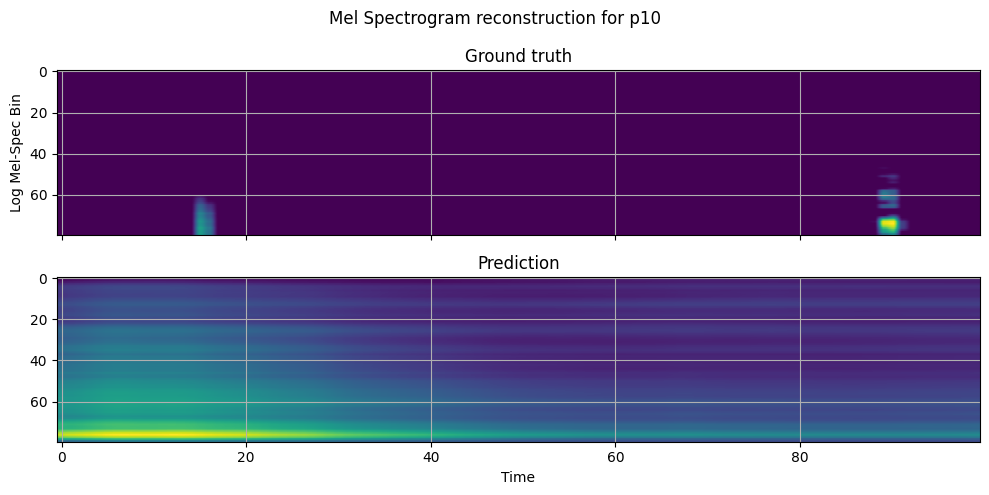 Mel Spectrogram reconstruction for p10
Ground truth
Log Mel-Spec Bin
0
20
40
60
Prediction
0
20
40
60
0 20 40 60 80
Time